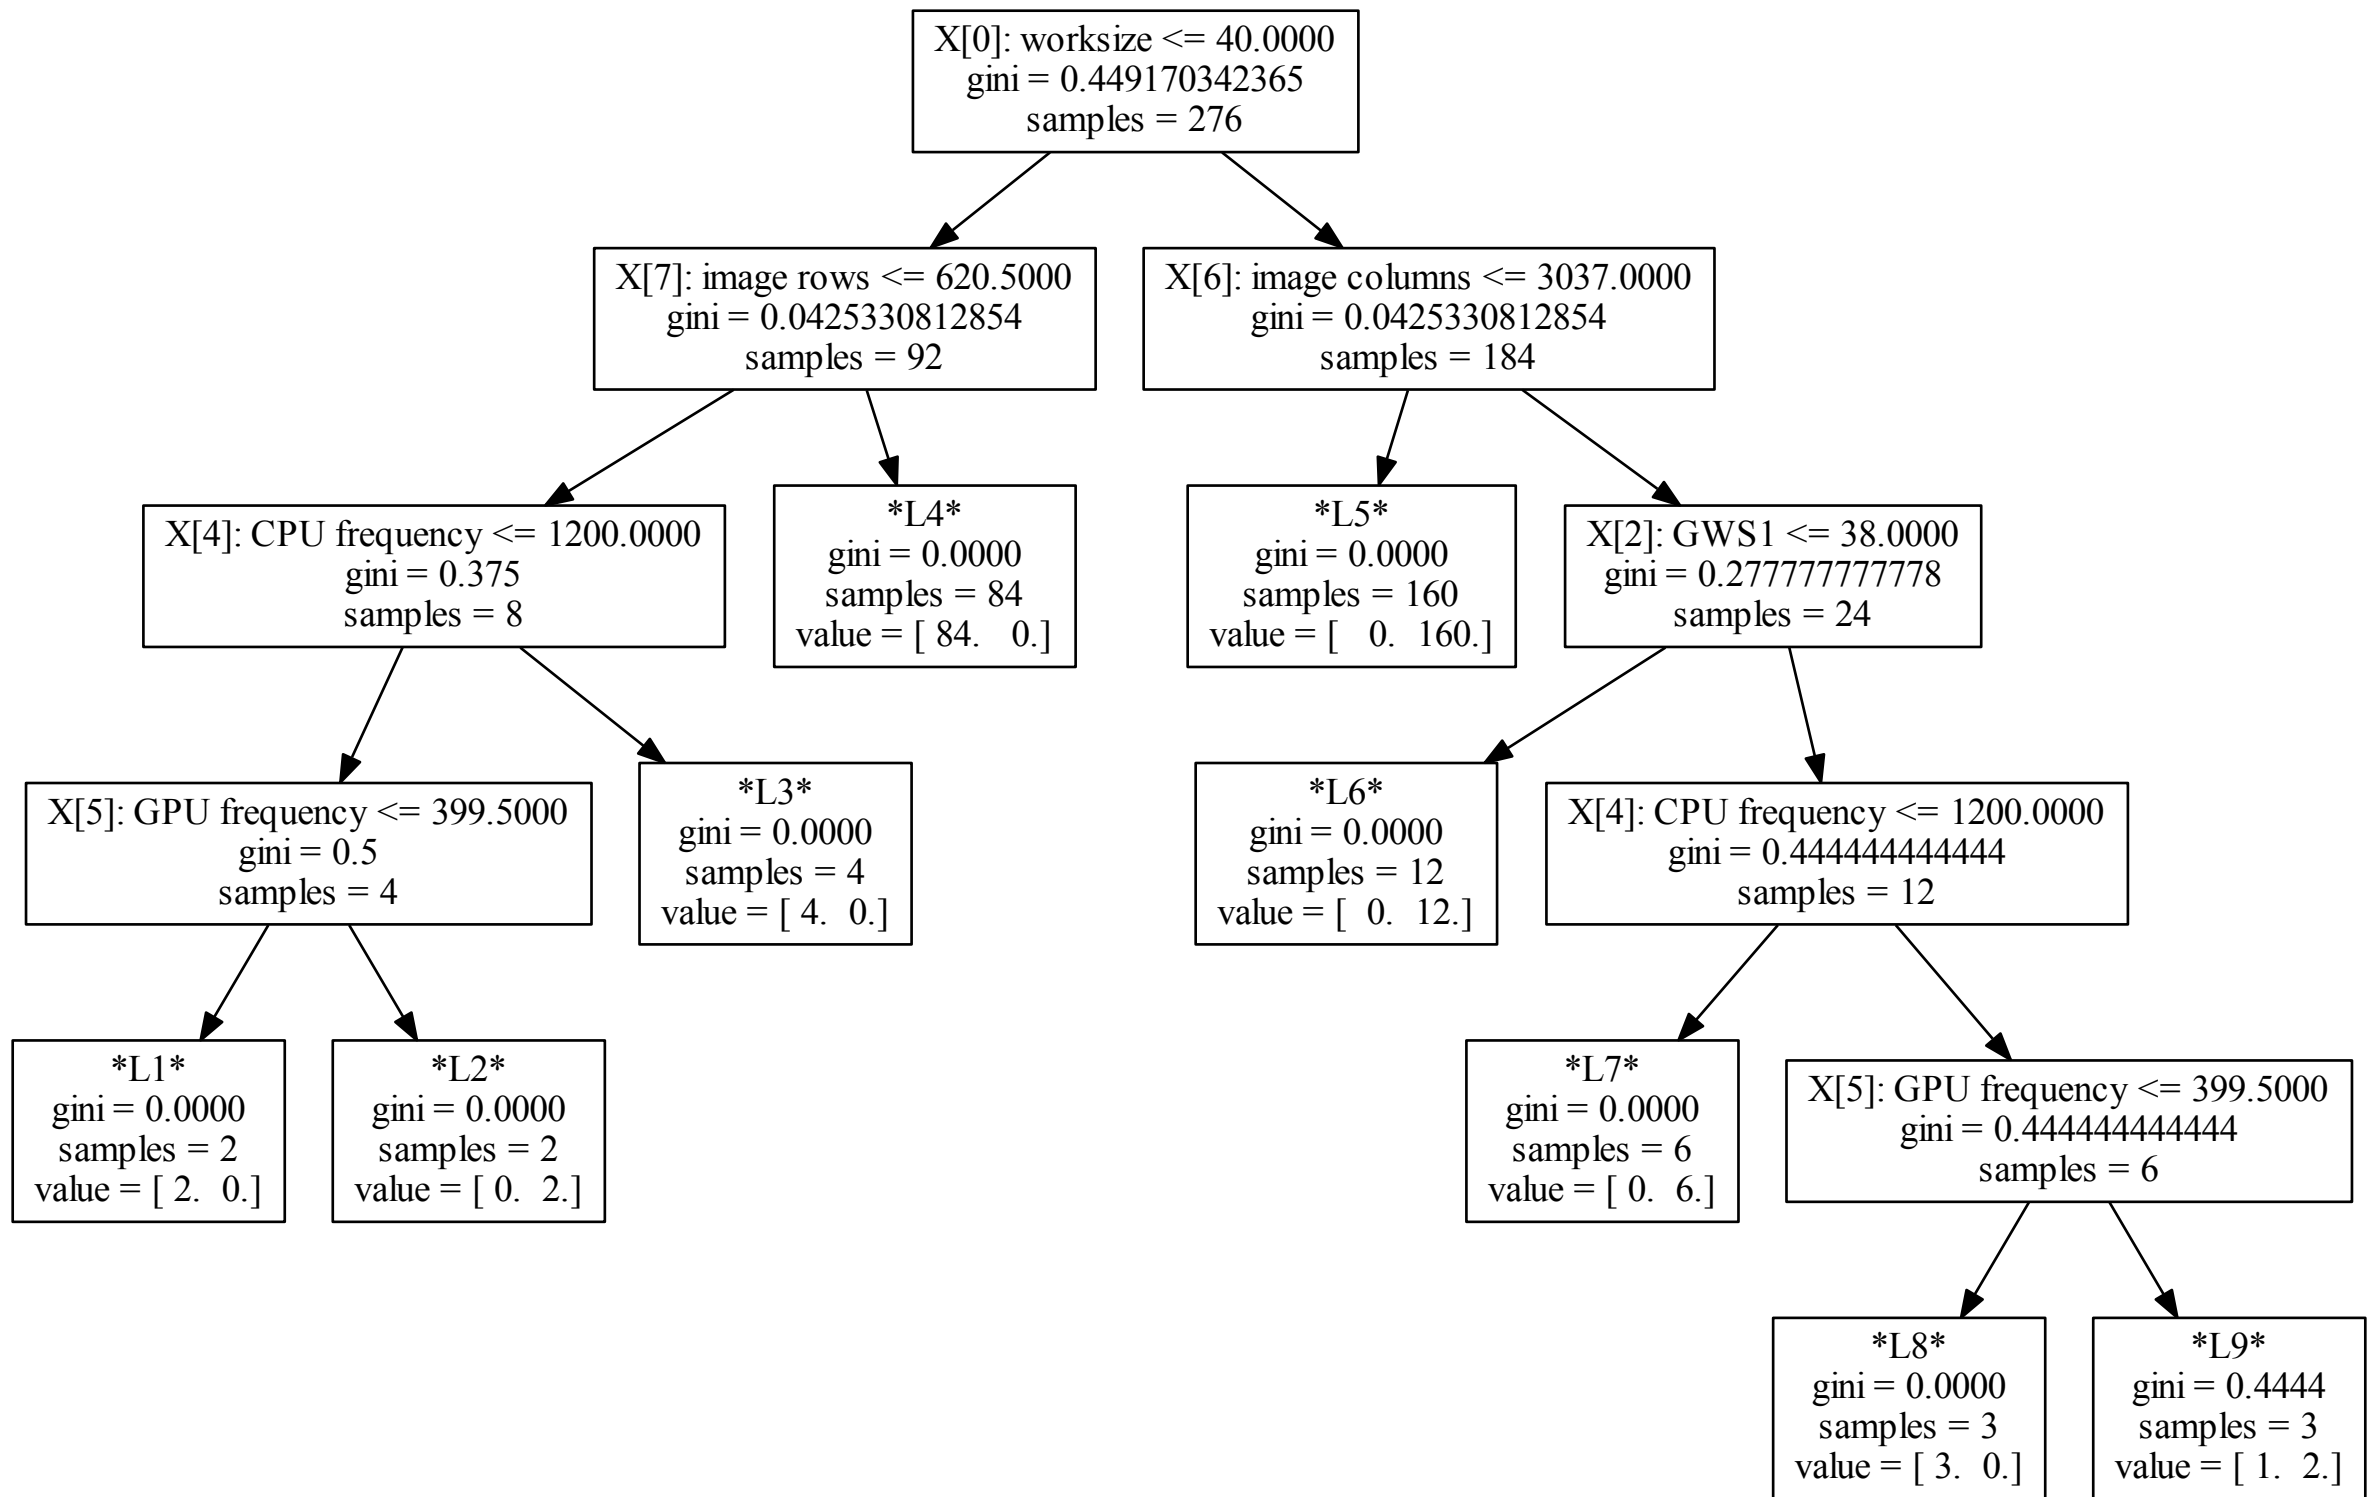 X[0]: worksize <= 40.0000
gini = 0.449170342365
samples = 276
X[7]: image rows <= 620.5000
gini = 0.0425330812854
samples = 92
X[6]: image columns <= 3037.0000
gini = 0.0425330812854
samples = 184
X[4]: CPU frequency <= 1200.0000
gini = 0.375
samples = 8
*L4*
gini = 0.0000
samples = 84
value = [ 84.   0.]
*L5*
gini = 0.0000
samples = 160
value = [   0.  160.]
X[2]: GWS1 <= 38.0000
gini = 0.277777777778
samples = 24
X[5]: GPU frequency <= 399.5000
gini = 0.5
samples = 4
*L3*
gini = 0.0000
samples = 4
value = [ 4.  0.]
*L6*
gini = 0.0000
samples = 12
value = [  0.  12.]
X[4]: CPU frequency <= 1200.0000
gini = 0.444444444444
samples = 12
*L1*
gini = 0.0000
samples = 2
value = [ 2.  0.]
*L2*
gini = 0.0000
samples = 2
value = [ 0.  2.]
*L7*
gini = 0.0000
samples = 6
value = [ 0.  6.]
X[5]: GPU frequency <= 399.5000
gini = 0.444444444444
samples = 6
*L8*
gini = 0.0000
samples = 3
value = [ 3.  0.]
*L9*
gini = 0.4444
samples = 3
value = [ 1.  2.]